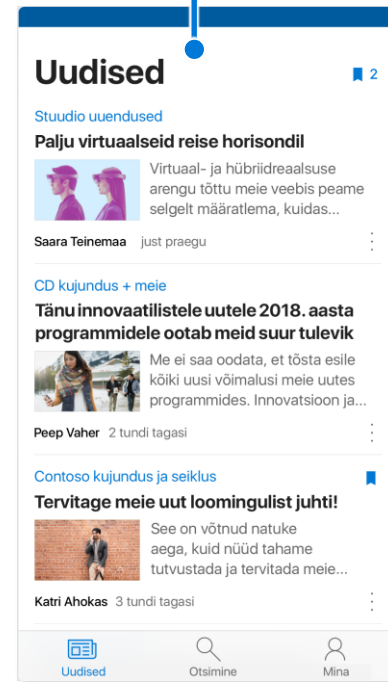 Uudised
2
Stuudio uuendused
Palju virtuaalseid reise horisondil
Virtuaal- ja hübriidreaalsuse
arengu tõttu meie veebis peame
selgelt määratlema, kuidas...
Saara Teinemaa just praegu
CD kujundus + meie
Tänu innovaatilistele uutele 2018. aasta
programmidele ootab meid suur tulevik
Me ei saa oodata, et tõsta esile
kõiki uusi võimalusi meie uutes
programmides. Innovatsioon ja...
Peep Vaher 2 tundi tagasi
Contoso kujundus ja seiklus
Tervitage meie uut loomingulist juhti!
See on võtnud natuke
aega, kuid nüüd tahame
tutvustada ja tervitada meie...
Katri Ahokas 3 tundi tagasi
Uudised Otsimine Mina